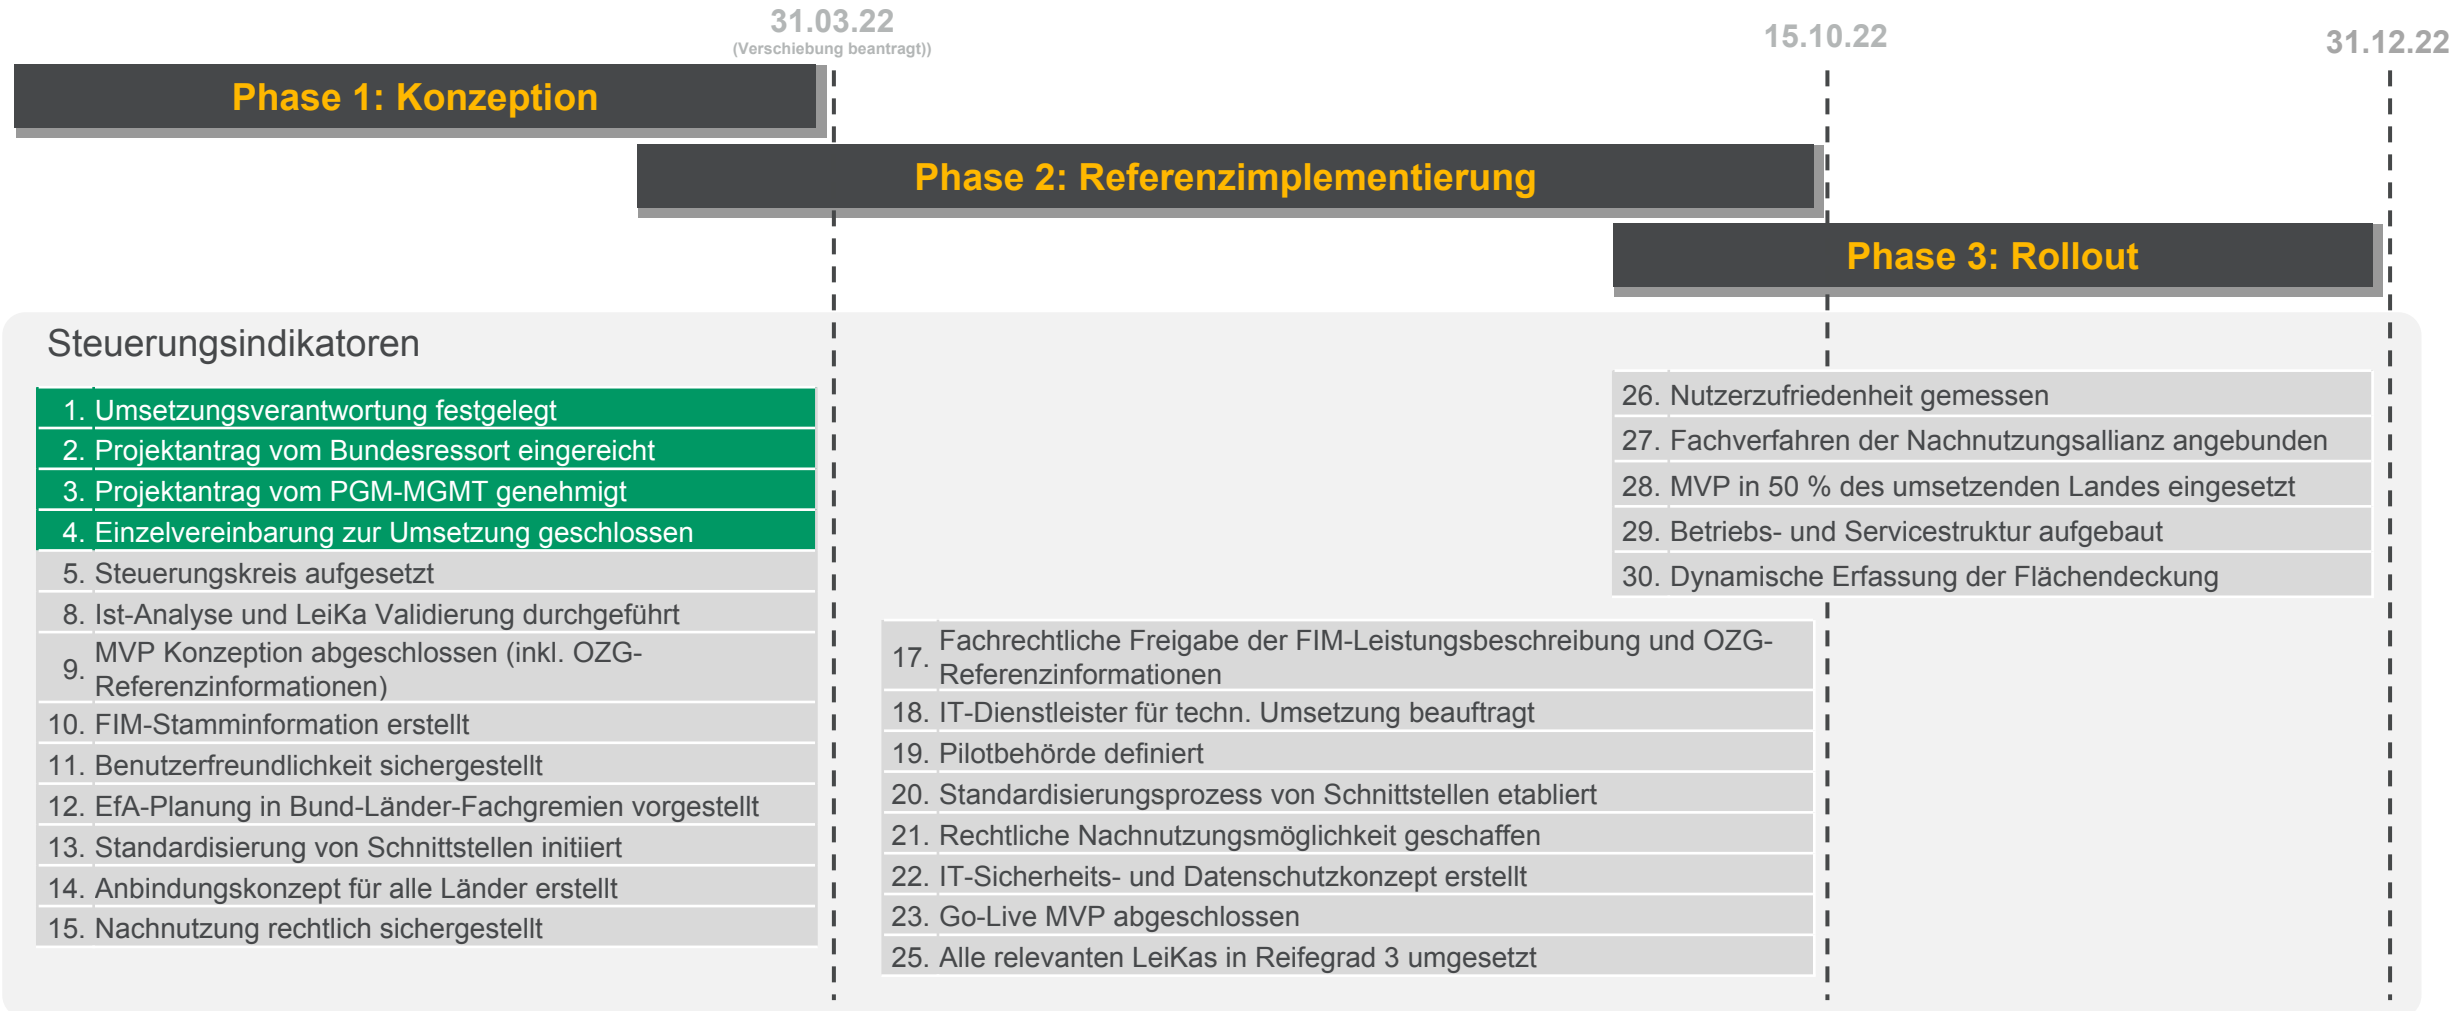 31.03.22
(Verschiebung beantragt))
15.10.22
31.12.22
Phase 1: Konzeption
Phase 2: Referenzimplementierung
Phase 3: Rollout
Steuerungsindikatoren
1. Umsetzungsverantwortung festgelegt
2. Projektantrag vom Bundesressort eingereicht
3. Projektantrag vom PGM-MGMT genehmigt
4. Einzelvereinbarung zur Umsetzung geschlossen
5. Steuerungskreis aufgesetzt
8. Ist-Analyse und LeiKa Validierung durchgeführt
9. MVP Konzeption abgeschlossen (inkl. OZG-
Referenzinformationen)
10. FIM-Stamminformation erstellt
11. Benutzerfreundlichkeit sichergestellt
12. EfA-Planung in Bund-Länder-Fachgremien vorgestellt
13. Standardisierung von Schnittstellen initiiert
14. Anbindungskonzept für alle Länder erstellt
15. Nachnutzung rechtlich sichergestellt
17. Fachrechtliche Freigabe der FIM-Leistungsbeschreibung und OZG-
Referenzinformationen
18. IT-Dienstleister für techn. Umsetzung beauftragt
19. Pilotbehörde definiert
20. Standardisierungsprozess von Schnittstellen etabliert
21. Rechtliche Nachnutzungsmöglichkeit geschaffen
22. IT-Sicherheits- und Datenschutzkonzept erstellt
23. Go-Live MVP abgeschlossen
25. Alle relevanten LeiKas in Reifegrad 3 umgesetzt
26. Nutzerzufriedenheit gemessen
27. Fachverfahren der Nachnutzungsallianz angebunden
28. MVP in 50 % des umsetzenden Landes eingesetzt
29. Betriebs- und Servicestruktur aufgebaut
30. Dynamische Erfassung der Flächendeckung